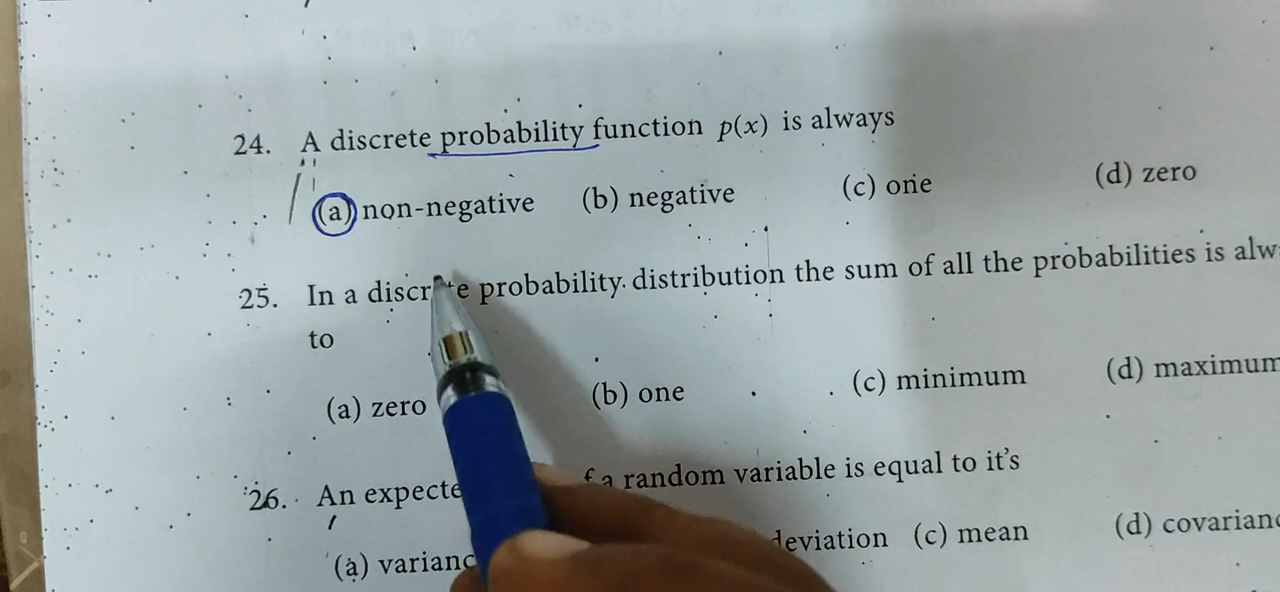 24. A discrete probability function p(x) is always
(a) non-negative (b) negative (c) one (d) zero
25. In a discrete probability distribution the sum of all the probabilities is alw
to
(a) zero (b) one (c) minimum (d) maximum
26. An expecte a random variable is equal to it's
(a) varianc deviation (c) mean (d) covarianc